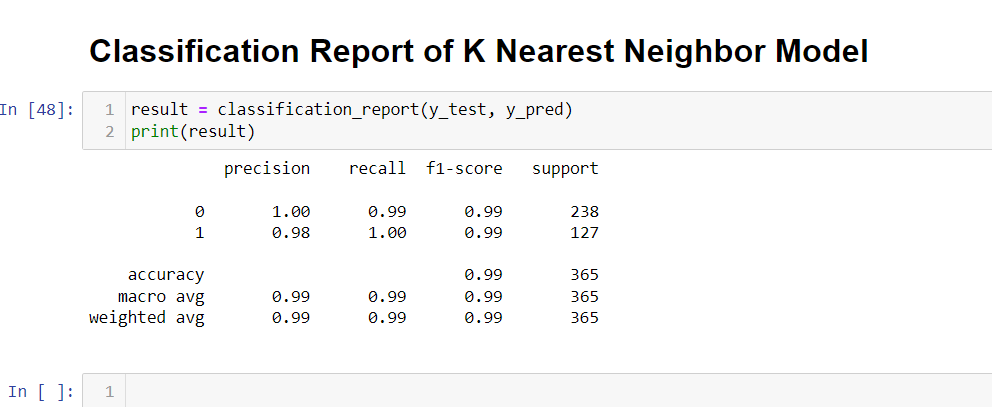 Classification Report of K Nearest Neighbor Model
In [48]: 1 result = classification_report(y_test, y_pred)
2 print(result)
precision recall f1-score support
0 1.00 0.99 0.99 238
1 0.98 1.00 0.99 127
accuracy 0.99 365
macro avg 0.99 0.99 0.99 365
weighted avg 0.99 0.99 0.99 365
In [ ]: 1